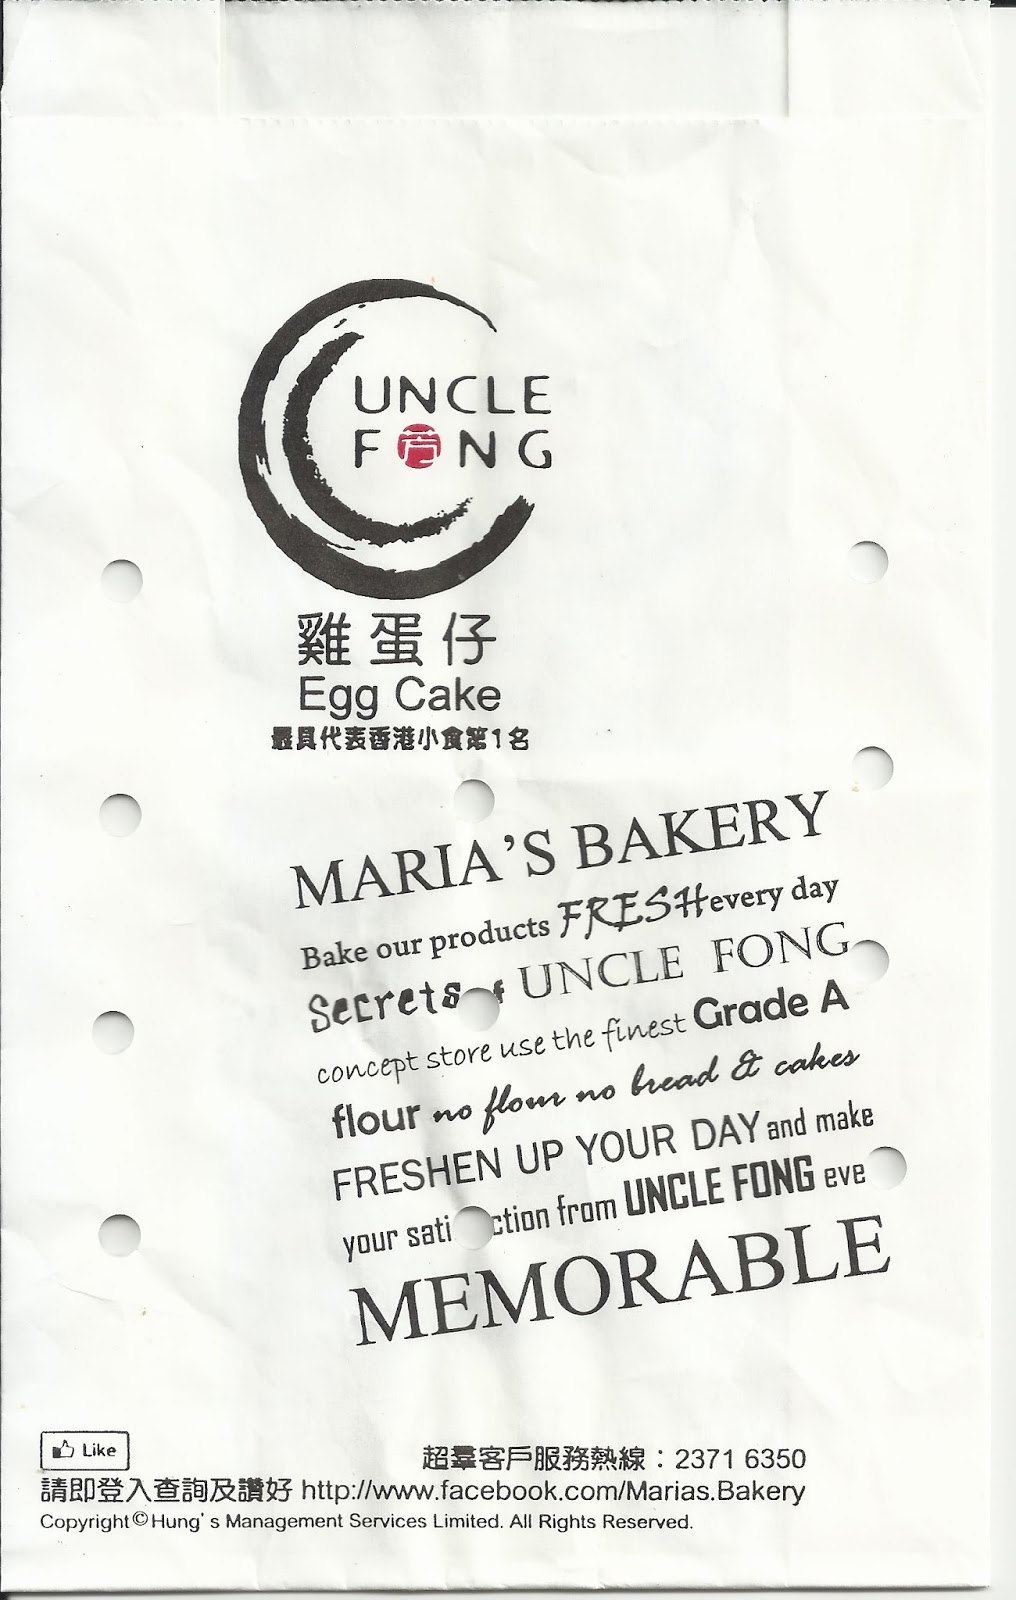 UNCLE
FONG
雞蛋仔
Egg Cake
最具代表香港小食第1名
MARIA'S BAKERY
Bake our products FRESH every day
Secrets of UNCLE FONG
concept store use the finest Grade A
flour no flour no bread & cakes
FRESHEN UP YOUR DAY and make
your satisfaction from UNCLE FONG eve
MEMORABLE
Like
超羣客戶服務熱線：2371 6350
請即登入查詢及讚好 http://www.facebook.com/Marias.Bakery
Copyright©Hung's Management Services Limited. All Rights Reserved.